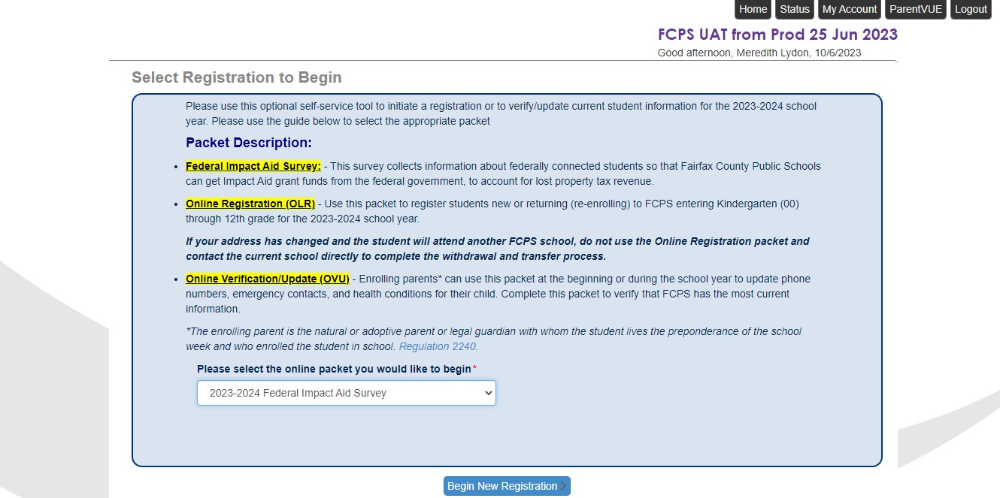 Home Status My Account ParentVUE Logout
FCPS UAT from Prod 25 Jun 2023
Good afternoon, Meredith Lydon, 10/6/2023
Select Registration to Begin
Please use this optional self-service tool to initiate a registration or to verify/update current student information for the 2023-2024 school
year. Please use the guide below to select the appropriate packet
Packet Description:
• Federal Impact Aid Survey: - This survey collects information about federally connected students so that Fairfax County Public Schools
can get Impact Aid grant funds from the federal government, to account for lost property tax revenue.
• Online Registration (OLR) - Use this packet to register students new or returning (re-enrolling) to FCPS entering Kindergarten (00)
through 12th grade for the 2023-2024 school year.
If your address has changed and the student will attend another FCPS school, do not use the Online Registration packet and
contact the current school directly to complete the withdrawal and transfer process.
• Online Verification/Update (OVU) - Enrolling parents* can use this packet at the beginning or during the school year to update phone
numbers, emergency contacts, and health conditions for their child. Complete this packet to verify that FCPS has the most current
information.
*The enrolling parent is the natural or adoptive parent or legal guardian with whom the student lives the preponderance of the school
week and who enrolled the student in school. Regulation 2240.
Please select the online packet you would like to begin*
2023-2024 Federal Impact Aid Survey
Begin New Registration